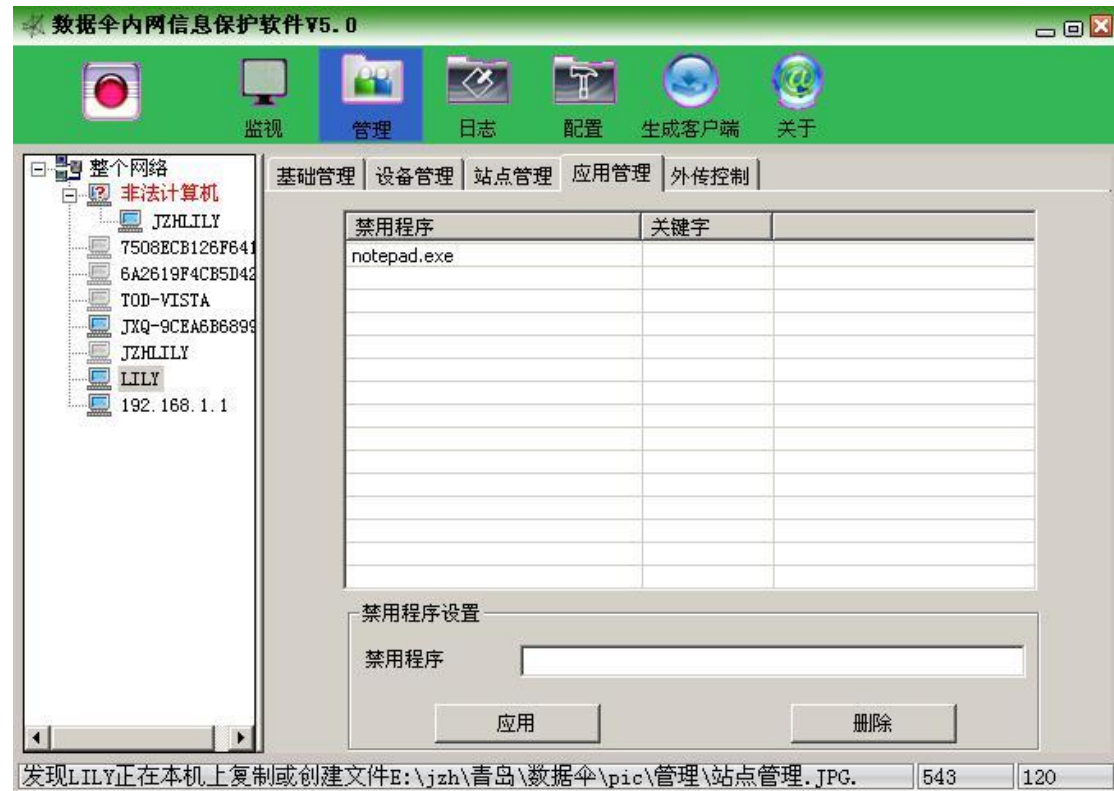 数据伞内网信息保护软件V5.0
监视 管理 日志 配置 生成客户端 关于
整个网络
非法计算机
JZHLILY
7508ECB126F641
6A2619F4CB5D42
TOD-VISTA
JXQ-9CEA6B6899
JZHLILY
LILY
192.168.1.1
基础管理 设备管理 站点管理 应用管理 外传控制
禁用程序 关键字
notepad.exe
禁用程序设置
禁用程序
应用 删除
发现LILY正在本机上复制或创建文件E:\jzh\青岛\数据伞\pic\管理\站点管理.JPG. 543 120